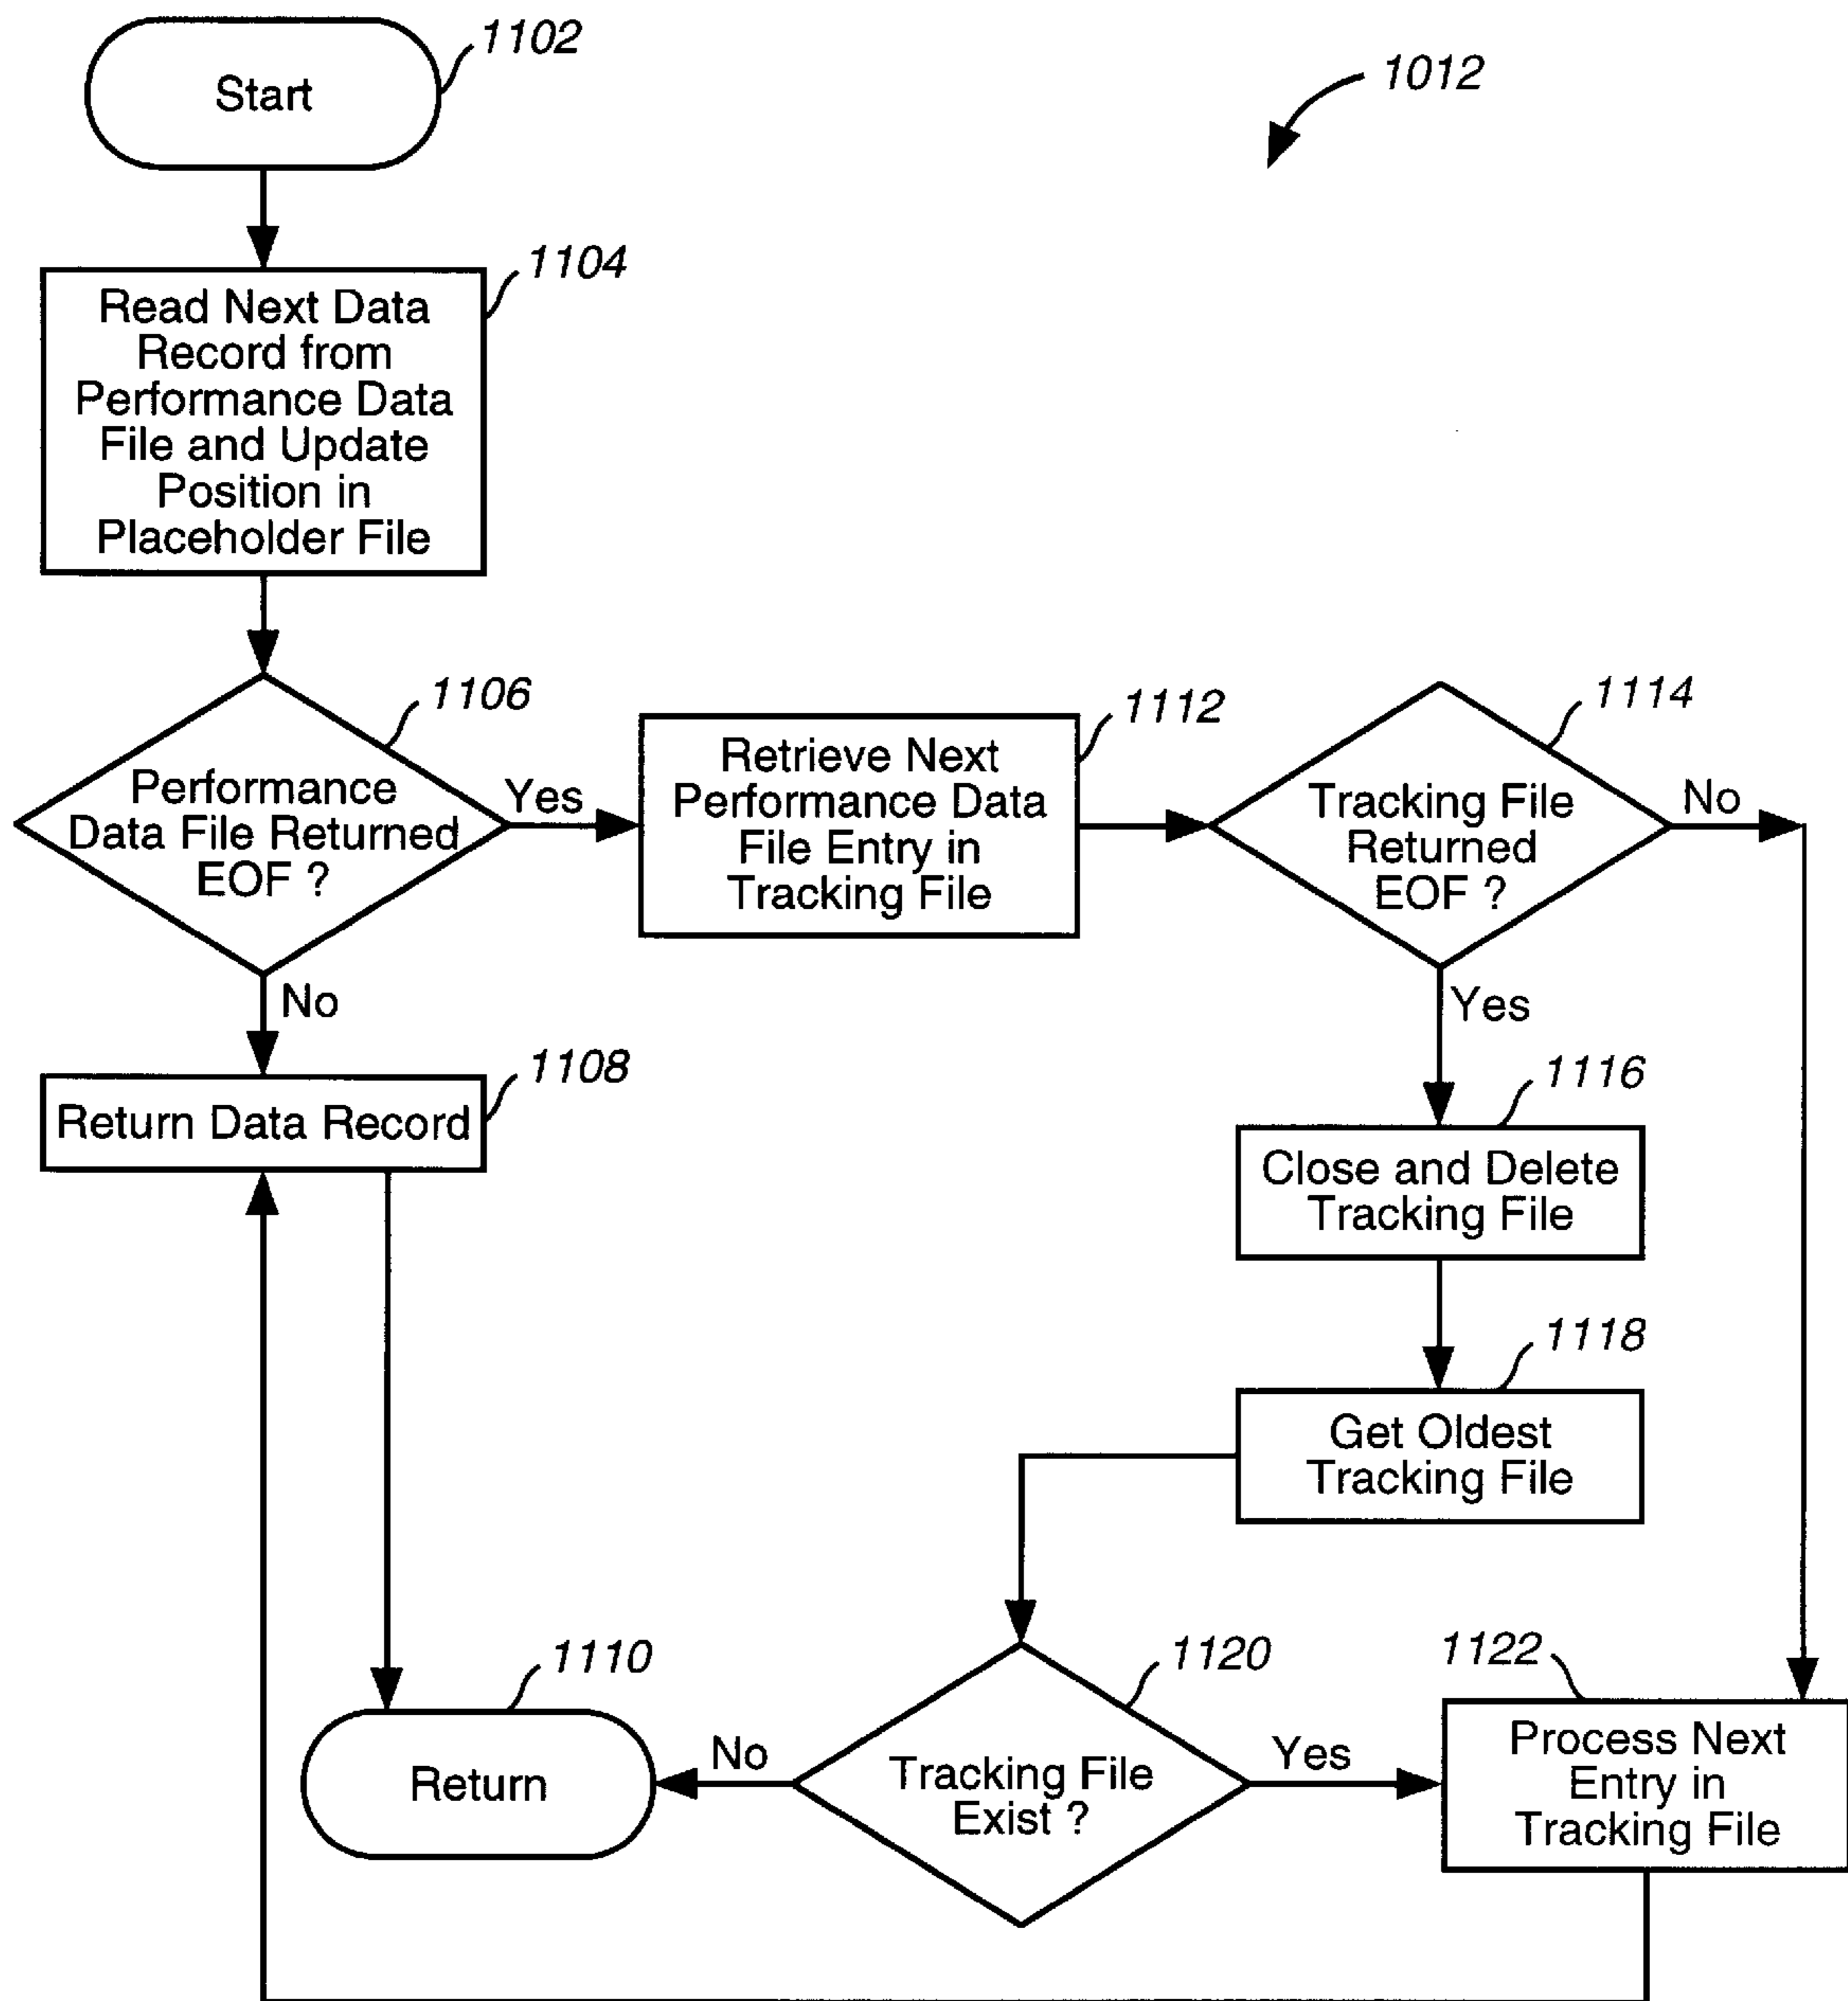 1102
Start
1012
1104
Read Next Data
Record from
Performance Data
File and Update
Position in
Placeholder File
1106
Performance
Data File Returned
EOF ?
Yes
No
1112
Retrieve Next
Performance Data
File Entry in
Tracking File
1114
Tracking File
Returned
EOF ?
No
Yes
1108
Return Data Record
1116
Close and Delete
Tracking File
1118
Get Oldest
Tracking File
1110
Return
No
1120
Tracking File
Exist ?
Yes
1122
Process Next
Entry in
Tracking File